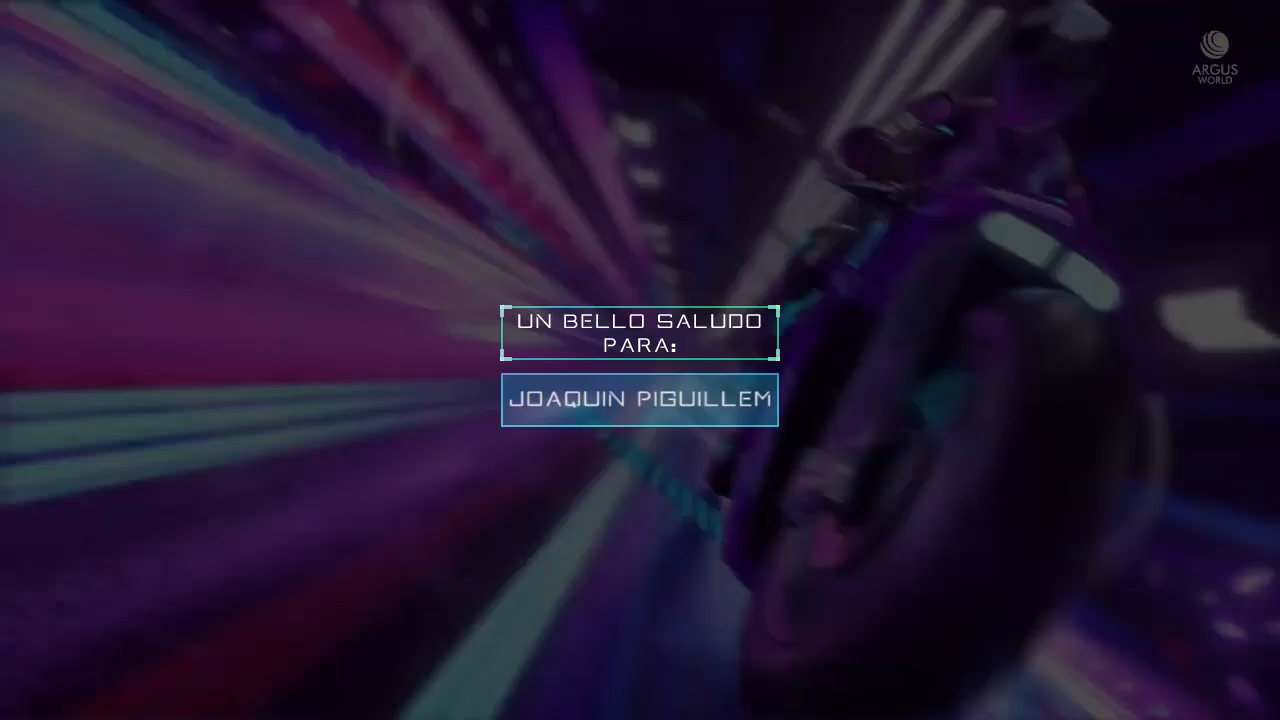 ARGUS
WORLD
UN BELLO SALUDO
PARA:
JOAQUIN PIGUILLEM